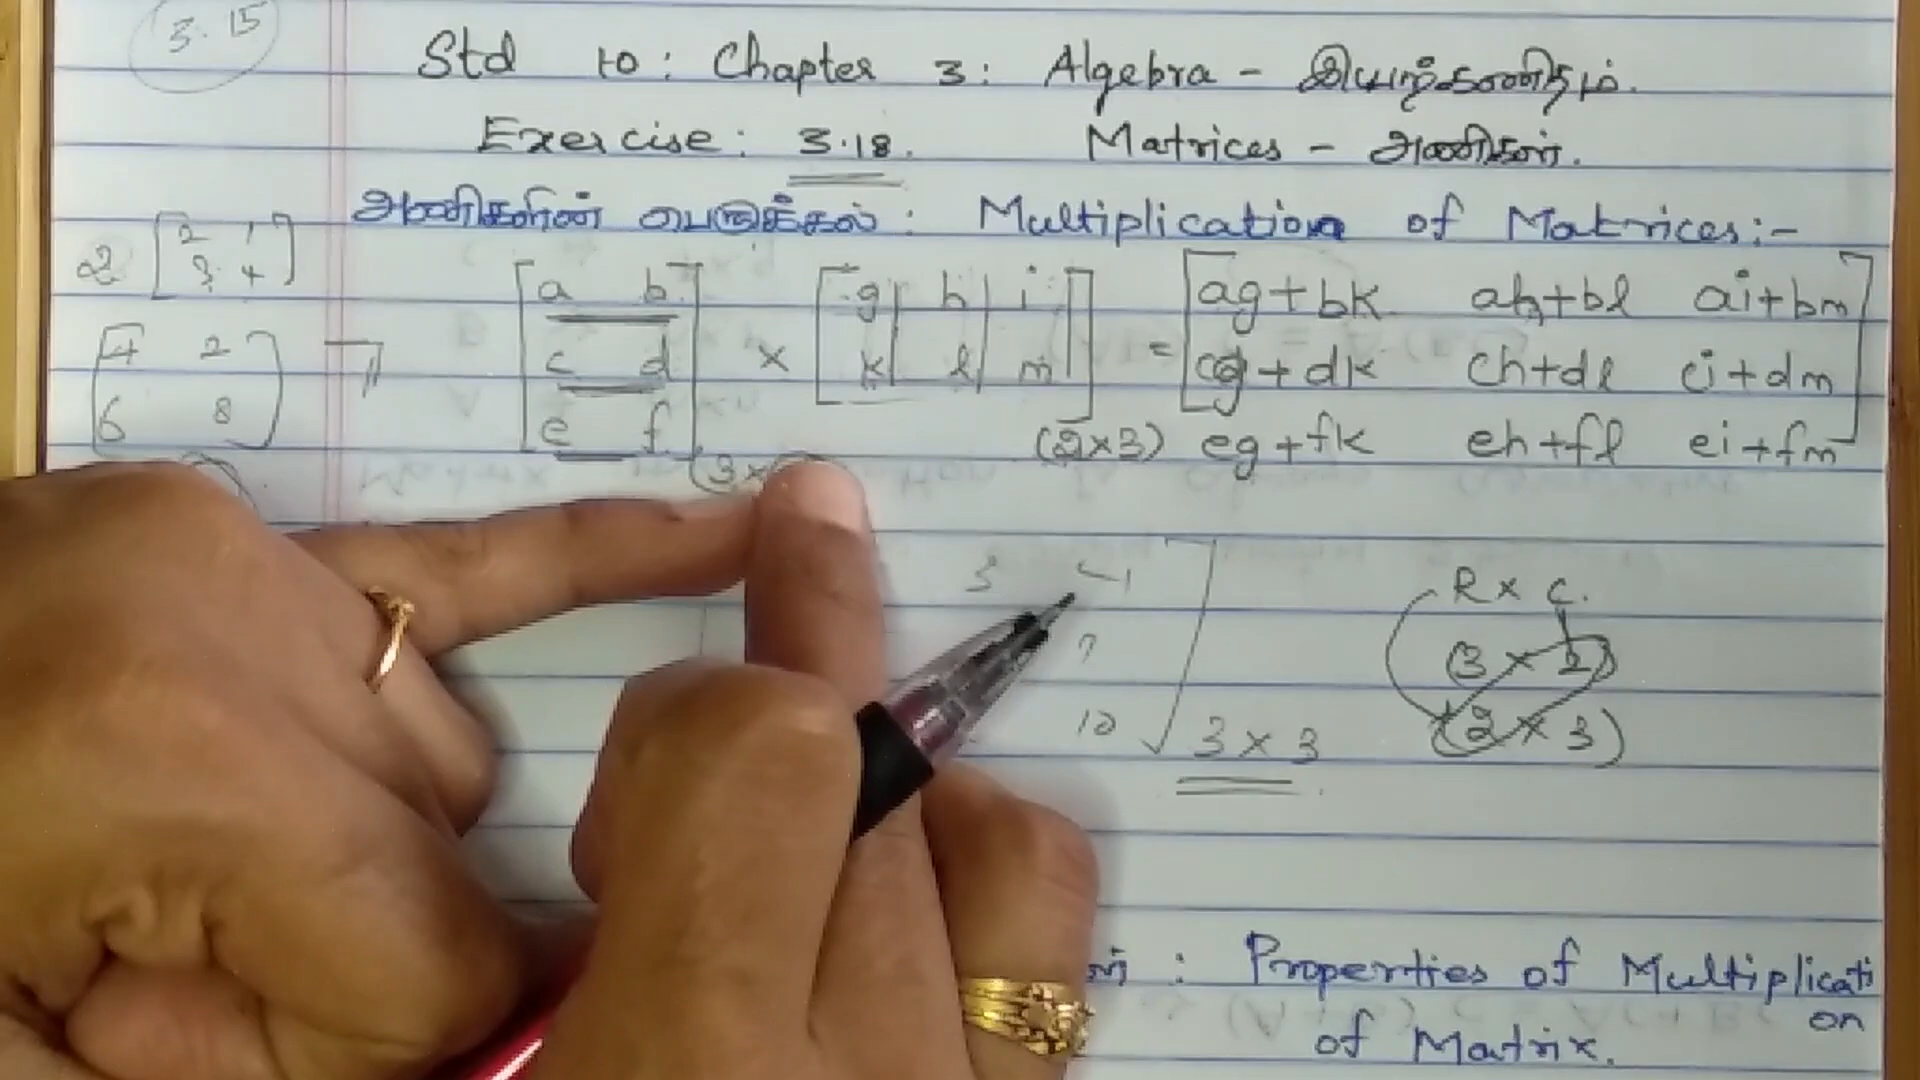 3.15
Std 10: Chapter 3: Algebra - இயற்கணிதம்.
Exercise: 3.18. Matrices - அணிகள்.
அணிகளின் பெருக்கல் : Multiplication of Matrices:-
2 [2 1
3 4]
[4 2
6 8]
[a b
c d
e f] (3×
×
[g h i
k l m] (2×3)
=
[ag+bk ah+bl ai+bm
cg+dk ch+dl ci+dm
eg+fk eh+fl ei+fm]
10
3×3
R×C.
(3×2)
(2×3)
: Properties of Multiplicati
on
of Matrix.